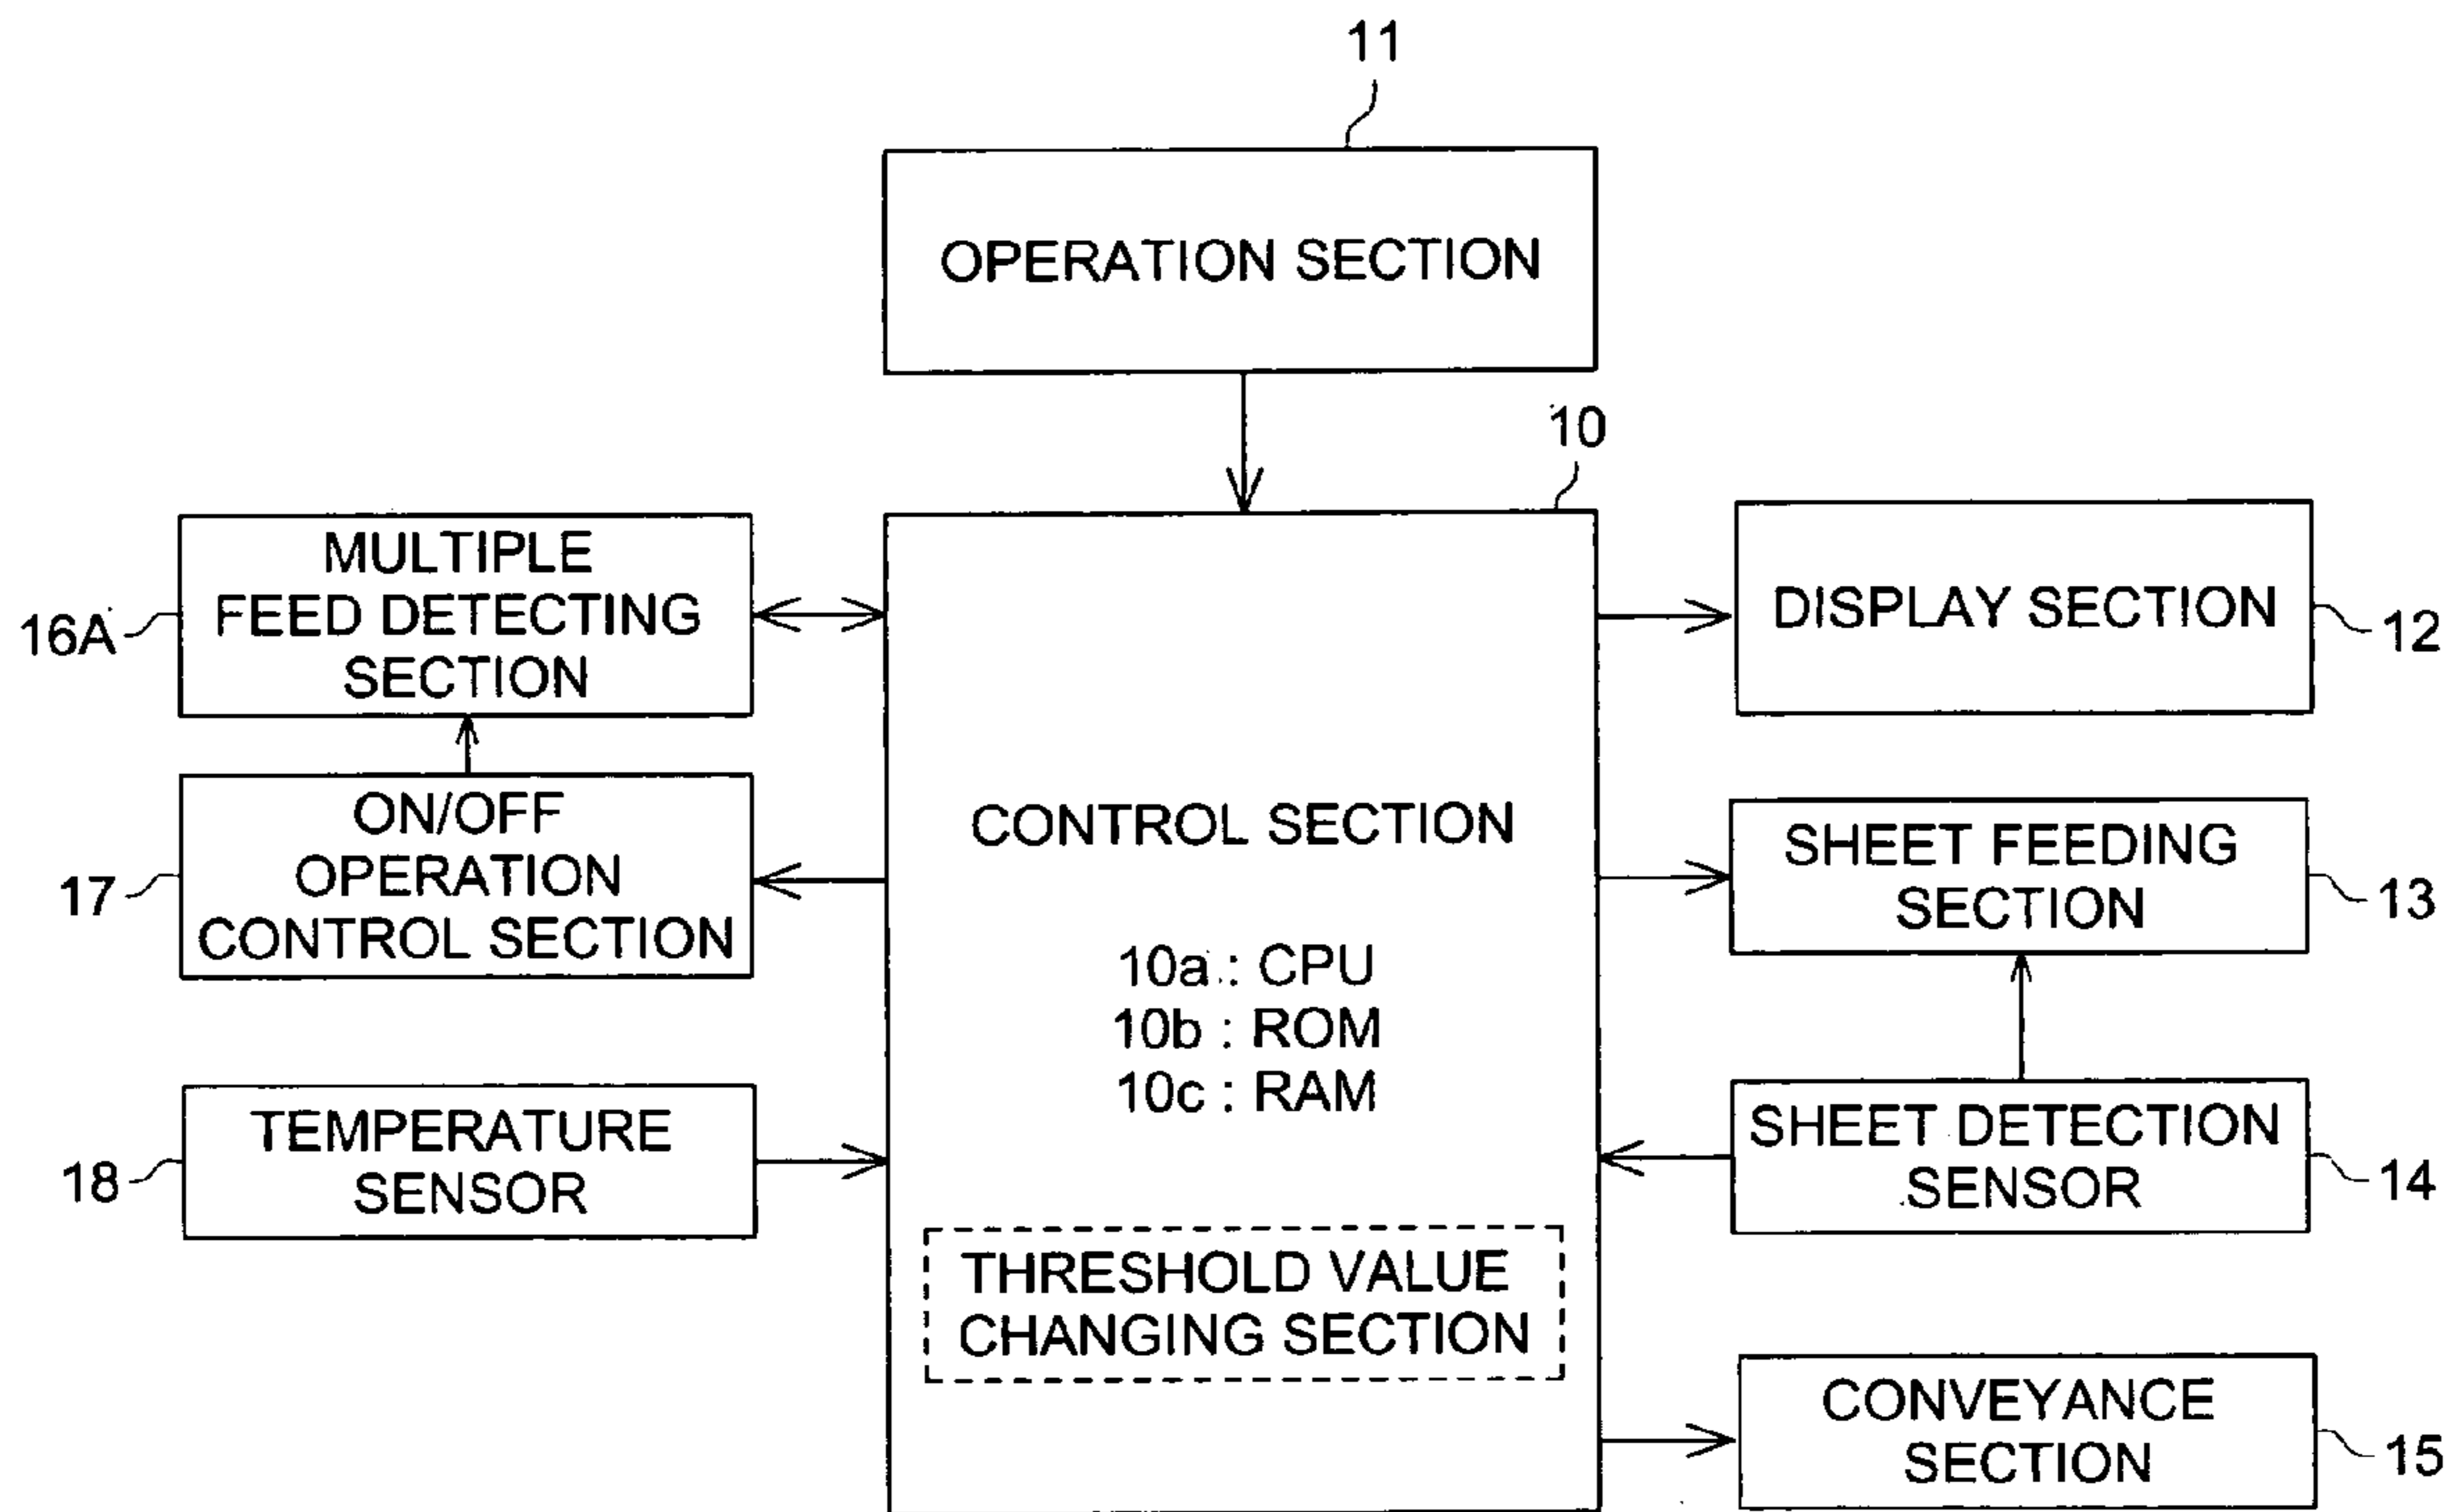 11
OPERATION SECTION
10
MULTIPLE
FEED DETECTING
SECTION
16A
DISPLAY SECTION
12
ON/OFF
OPERATION
CONTROL SECTION
17
CONTROL SECTION
10a : CPU
10b : ROM
10c : RAM
SHEET FEEDING
SECTION
13
TEMPERATURE
SENSOR
18
SHEET DETECTION
SENSOR
14
THRESHOLD VALUE
CHANGING SECTION
CONVEYANCE
SECTION
15